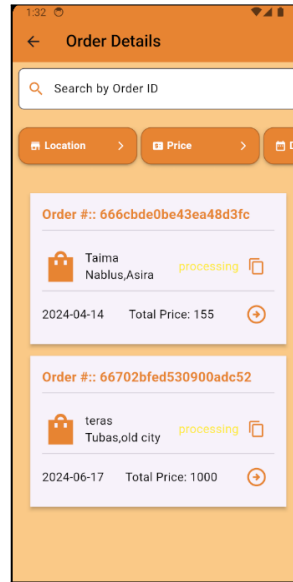 1:32
Order Details
Search by Order ID
Location
Price
Order #:: 666cbde0be43ea48d3fc
Taima
Nablus,Asira
processing
2024-04-14 Total Price: 155
Order #:: 66702bfed530900adc52
teras
Tubas,old city
processing
2024-06-17 Total Price: 1000